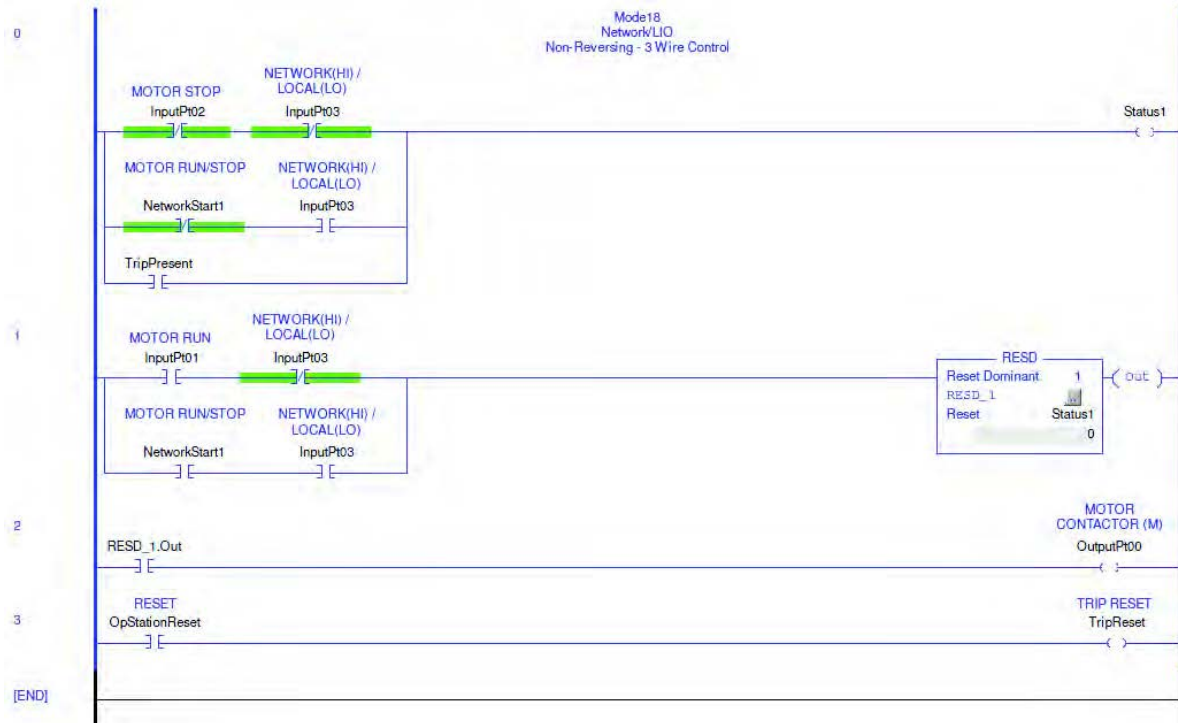 0
Mode18
Network/LIO
Non-Reversing - 3 Wire Control
MOTOR STOP
InputPt02
NETWORK(HI) /
LOCAL(LO)
InputPt03
Status1
MOTOR RUN/STOP
NetworkStart1
NETWORK(HI) /
LOCAL(LO)
InputPt03
TripPresent
1
MOTOR RUN
InputPt01
NETWORK(HI) /
LOCAL(LO)
InputPt03
RESD
Reset Dominant 1
RESD_1 ...
Reset Status1
0
Out
MOTOR RUN/STOP
NetworkStart1
NETWORK(HI) /
LOCAL(LO)
InputPt03
2
RESD_1.Out
MOTOR
CONTACTOR (M)
OutputPt00
3
RESET
OpStationReset
TRIP RESET
TripReset
[END]